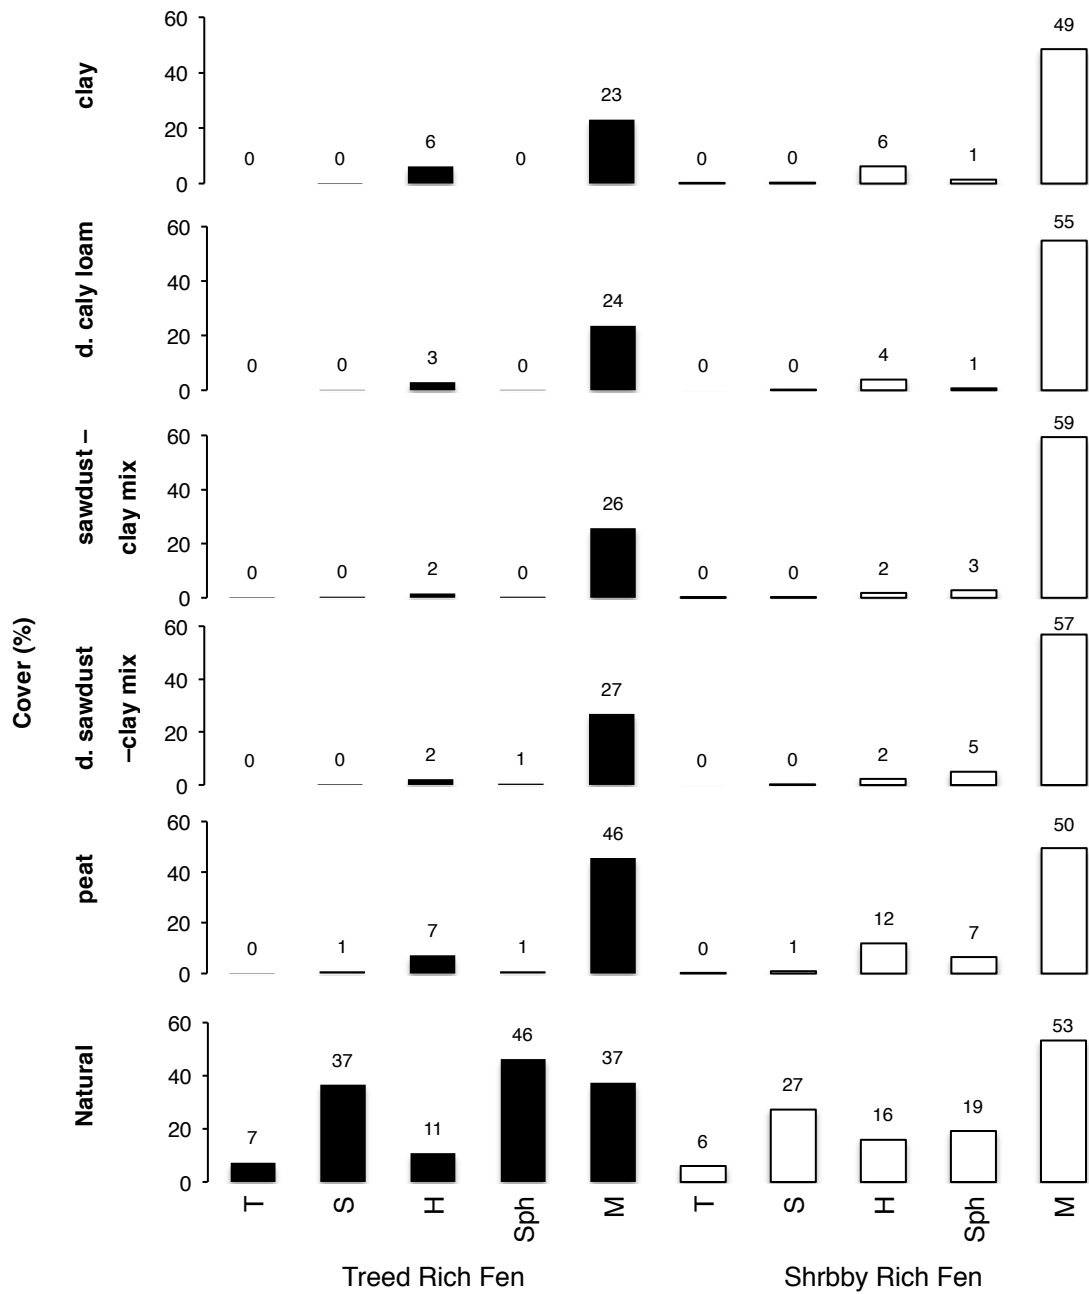 clay
60
40
20
0
0 0 6 0 23 0 0 6 1 49
d. caly loam
60
40
20
0
0 0 3 0 24 0 0 4 1 55
sawdust –
clay mix
60
40
20
0
0 0 2 0 26 0 0 2 3 59
Cover (%)
d. sawdust
–clay mix
60
40
20
0
0 0 2 1 27 0 0 2 5 57
peat
60
40
20
0
0 1 7 1 46 0 1 12 7 50
Natural
60
40
20
0
7 37 11 46 37 6 27 16 19 53
T S H Sph M T S H Sph M
Treed Rich Fen Shrbby Rich Fen